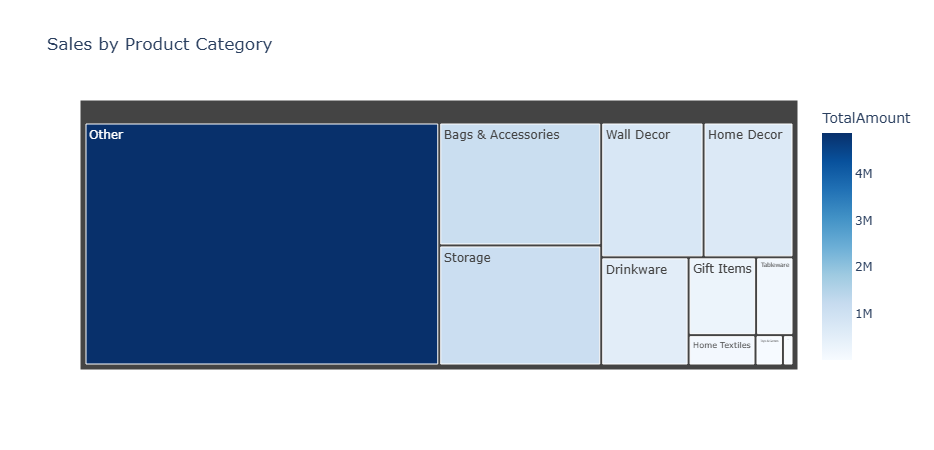 Sales by Product Category
Other
Bags & Accessories
Wall Decor
Home Decor
Storage
Drinkware
Gift Items
Tableware
Home Textiles
TotalAmount
4M
3M
2M
1M